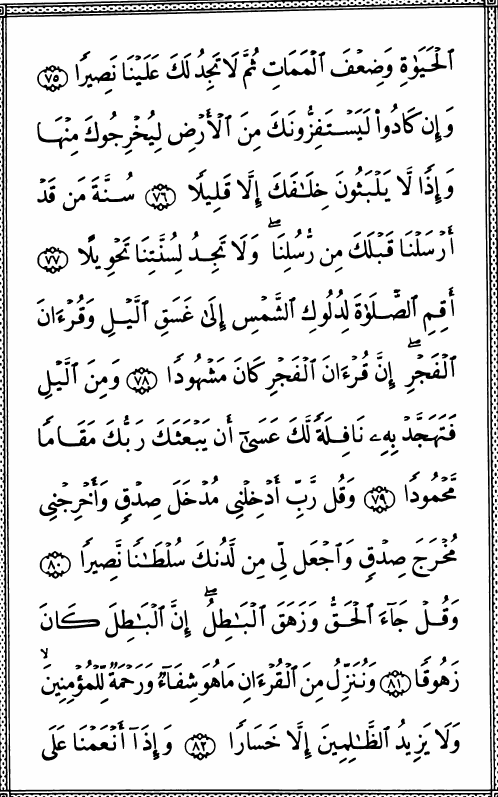 ٱلْحَيَوٰةِ وَضِعْفَ ٱلْمَمَاتِ ثُمَّ لَا تَجِدُ لَكَ عَلَيْنَا نَصِيرًا ﴿٧٥﴾
وَإِن كَادُوا۟ لَيَسْتَفِزُّونَكَ مِنَ ٱلْأَرْضِ لِيُخْرِجُوكَ مِنْهَا
وَإِذًا لَّا يَلْبَثُونَ خِلَٰفَكَ إِلَّا قَلِيلًا ﴿٧٦﴾ سُنَّةَ مَن قَدْ
أَرْسَلْنَا قَبْلَكَ مِن رُّسُلِنَا ۖ وَلَا تَجِدُ لِسُنَّتِنَا تَحْوِيلًا ﴿٧٧﴾
أَقِمِ ٱلصَّلَوٰةَ لِدُلُوكِ ٱلشَّمْسِ إِلَىٰ غَسَقِ ٱلَّيْلِ وَقُرْءَانَ
ٱلْفَجْرِ ۖ إِنَّ قُرْءَانَ ٱلْفَجْرِ كَانَ مَشْهُودًا ﴿٧٨﴾ وَمِنَ ٱلَّيْلِ
فَتَهَجَّدْ بِهِۦ نَافِلَةً لَّكَ عَسَىٰٓ أَن يَبْعَثَكَ رَبُّكَ مَقَامًا
مَّحْمُودًا ﴿٧٩﴾ وَقُل رَّبِّ أَدْخِلْنِى مُدْخَلَ صِدْقٍ وَأَخْرِجْنِى
مُخْرَجَ صِدْقٍ وَٱجْعَل لِّى مِن لَّدُنكَ سُلْطَٰنًا نَّصِيرًا ﴿٨٠﴾
وَقُلْ جَآءَ ٱلْحَقُّ وَزَهَقَ ٱلْبَٰطِلُ ۚ إِنَّ ٱلْبَٰطِلَ كَانَ
زَهُوقًا ﴿٨١﴾ وَنُنَزِّلُ مِنَ ٱلْقُرْءَانِ مَا هُوَ شِفَآءٌ وَرَحْمَةٌ لِّلْمُؤْمِنِينَ ۙ
وَلَا يَزِيدُ ٱلظَّٰلِمِينَ إِلَّا خَسَارًا ﴿٨٢﴾ وَإِذَآ أَنْعَمْنَا عَلَى